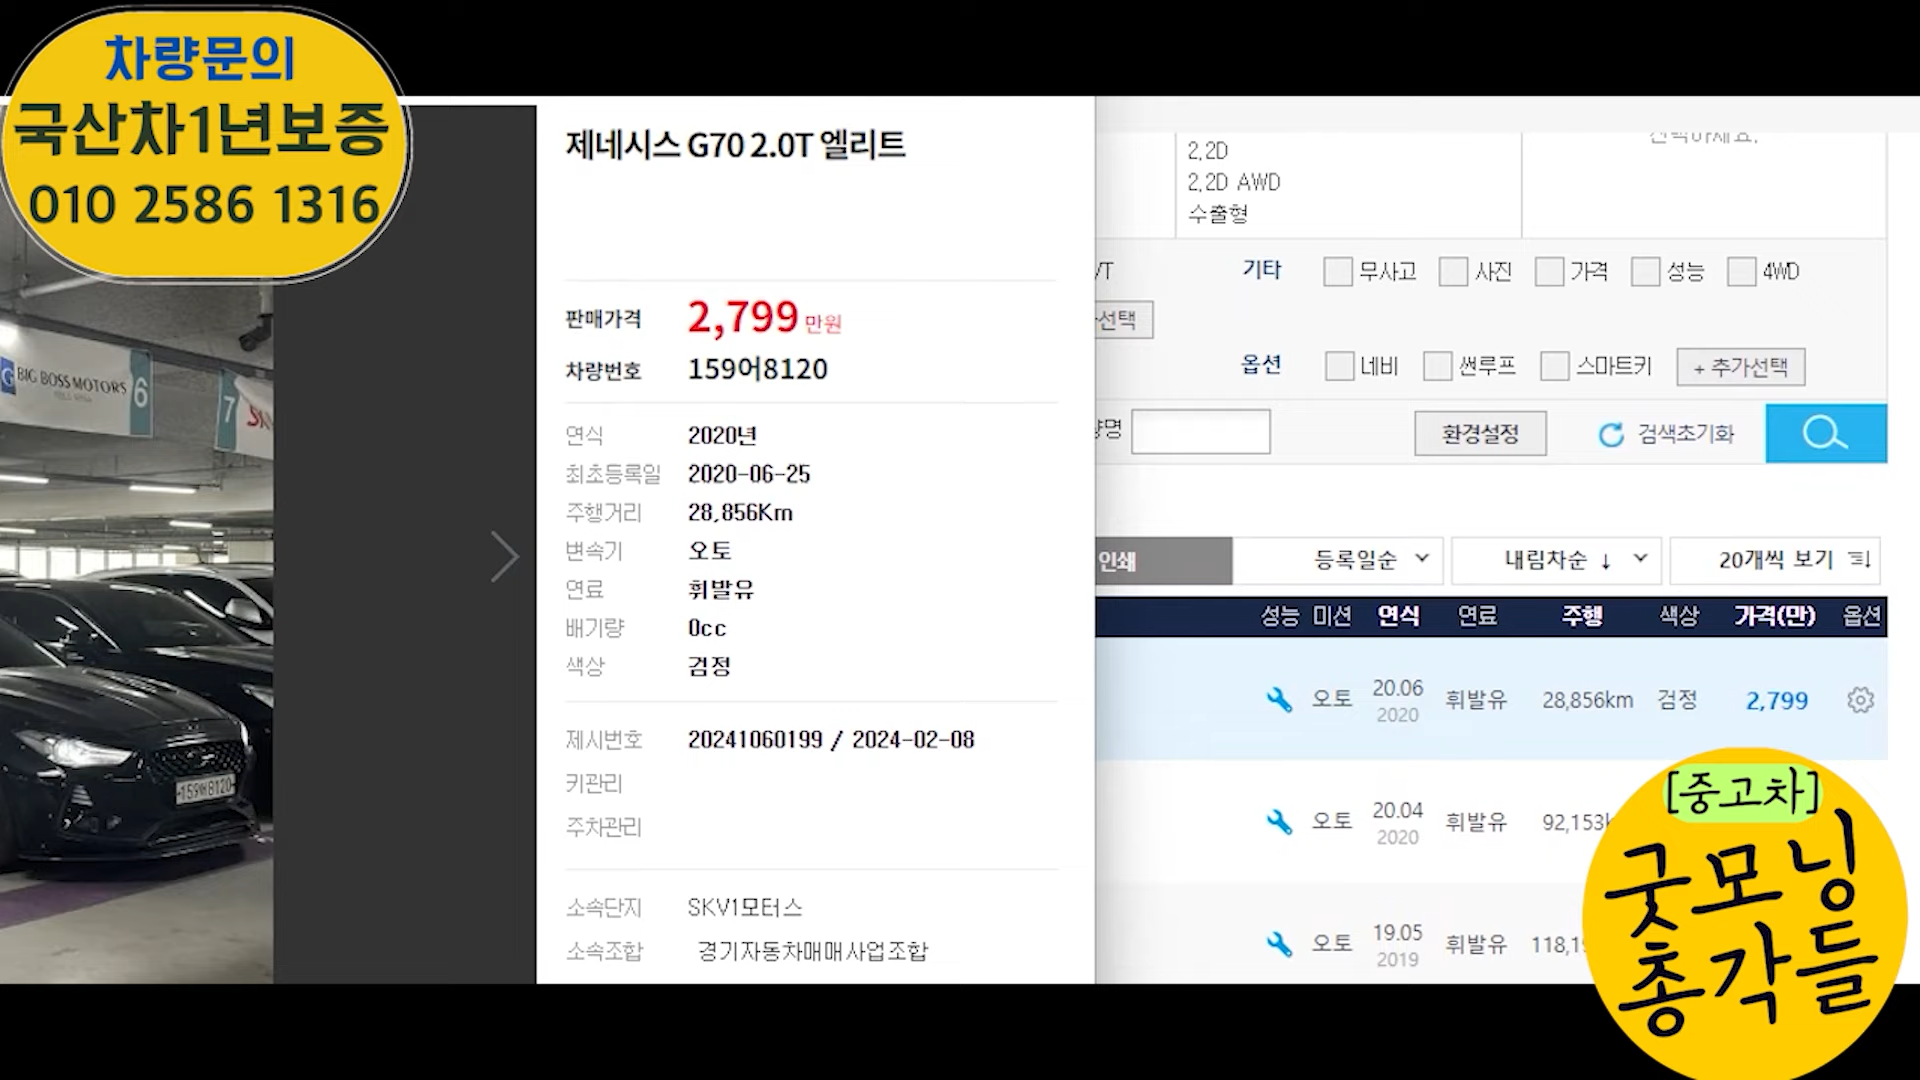 차량문의
국산차1년보증
010 2586 1316
BIG BOSS MOTORS
6
7
159어8120
제네시스 G70 2.0T 엘리트
판매가격 2,799 만원
차량번호 159어8120
연식 2020년
최초등록일 2020-06-25
주행거리 28,856Km
변속기 오토
연료 휘발유
배기량 0cc
색상 검정
제시번호 20241060199 / 2024-02-08
키관리
주차관리
소속단지 SKV1모터스
소속조합 경기자동차매매사업조합
선택하세요.
2,2D
2,2D AWD
수출형
기타 무사고 사진 가격 성능 4WD
선택
옵션 네비 썬루프 스마트키 + 추가선택
환경설정 검색초기화
인쇄 등록일순 내림차순 ↓ 20개씩 보기
성능 미션 연식 연료 주행 색상 가격(만) 옵션
오토 20.06 2020 휘발유 28,856km 검정 2,799
오토 20.04 2020 휘발유 92,153
오토 19.05 2019 휘발유 118,1
[중고차]
굿모닝
총각들